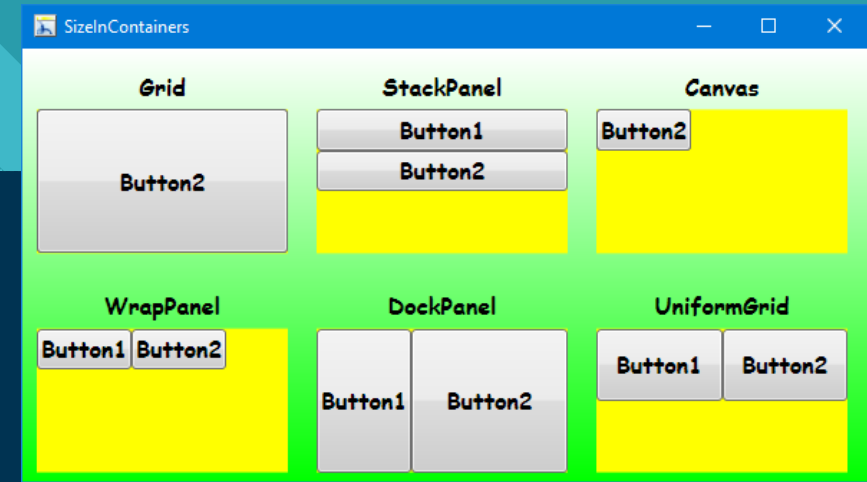 SizeInContainers
Grid
StackPanel
Canvas
Button2
Button1
Button2
Button2
WrapPanel
DockPanel
UniformGrid
Button1 Button2
Button1 Button2
Button1 Button2